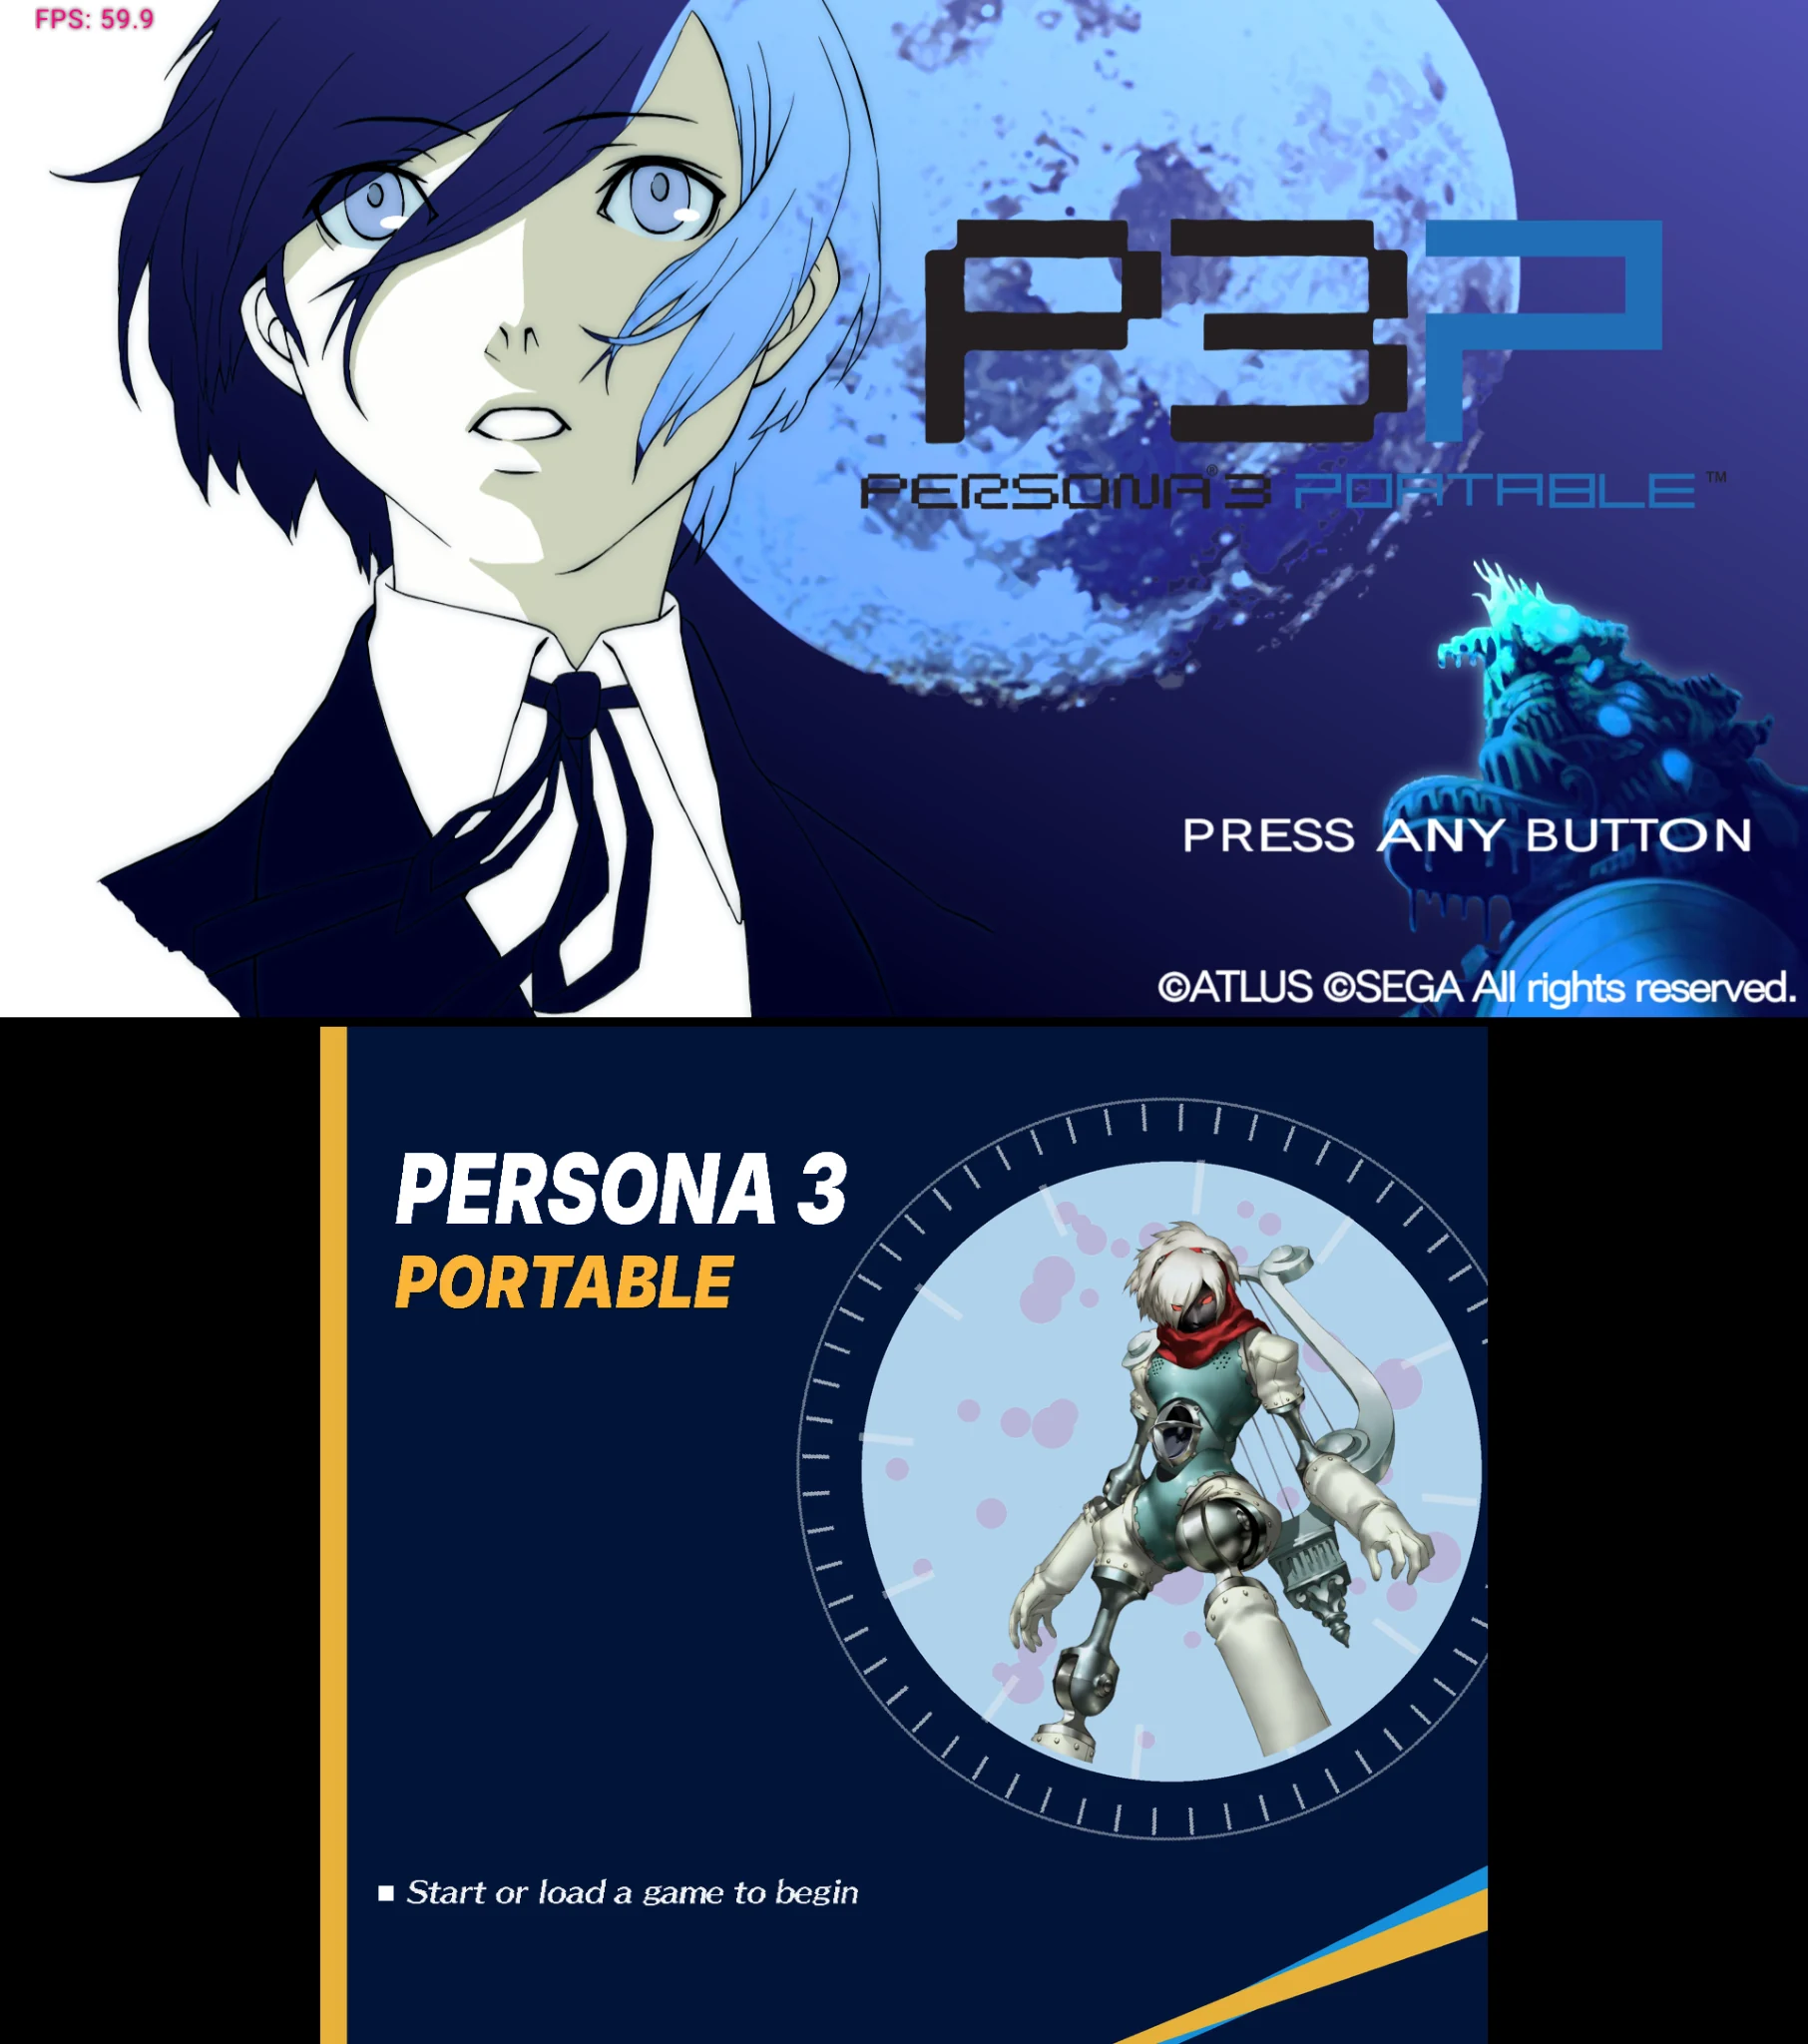 FPS: 59.9
P3P
PERSONA®3 PORTABLE™
PRESS ANY BUTTON
©ATLUS ©SEGA All rights reserved.
PERSONA 3
PORTABLE
Start or load a game to begin